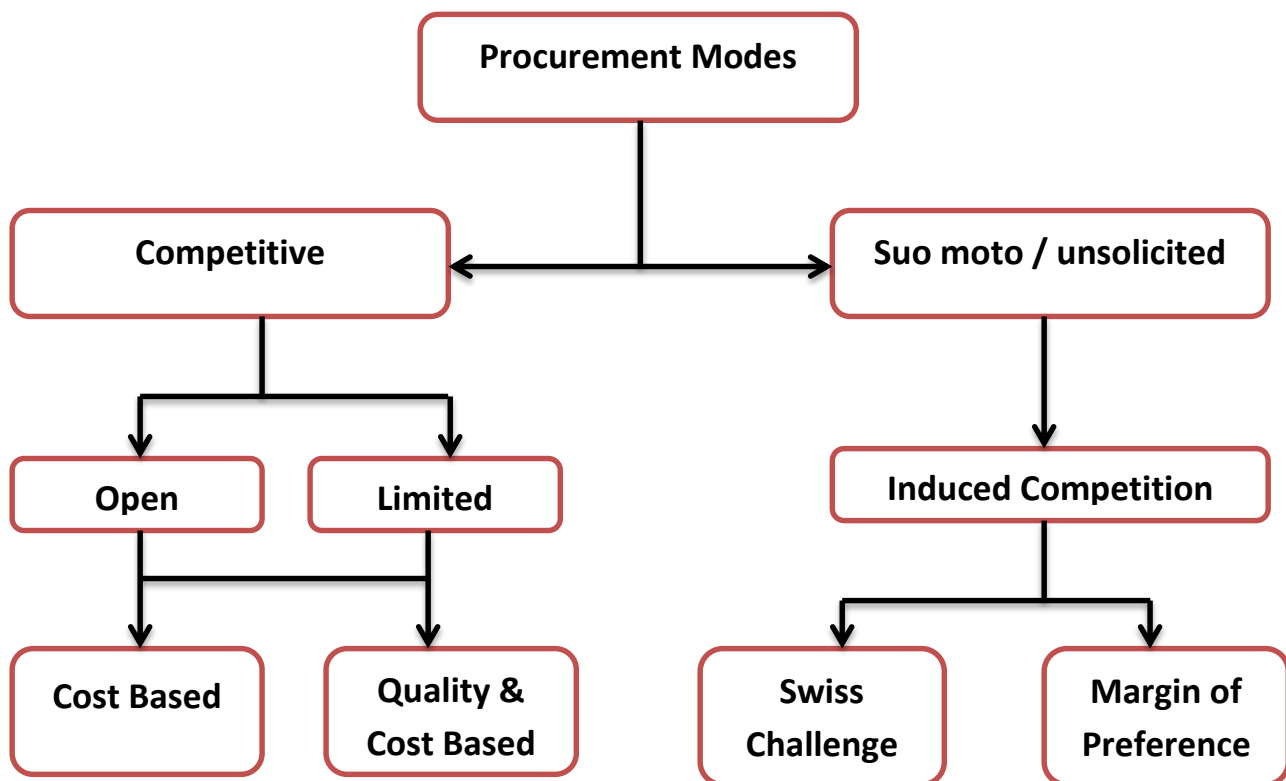 Procurement Modes
Competitive
Suo moto / unsolicited
Open
Limited
Induced Competition
Cost Based
Quality &
Cost Based
Swiss
Challenge
Margin of
Preference